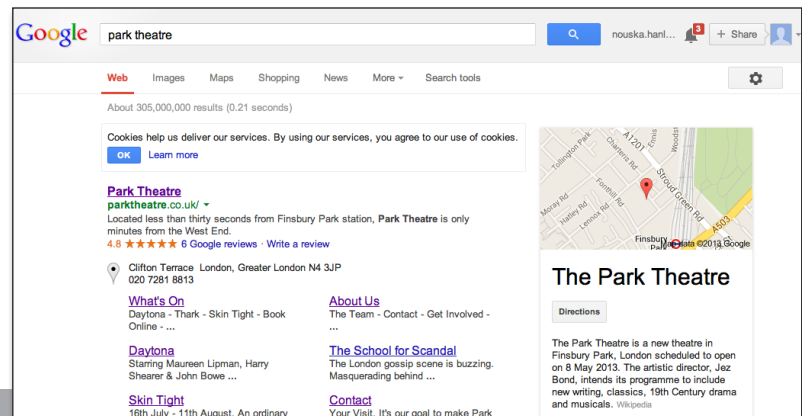 Google
park theatre
nouska.hanl...
3
+ Share
Web Images Maps Shopping News More Search tools
About 305,000,000 results (0.21 seconds)
Cookies help us deliver our services. By using our services, you agree to our use of cookies.
OK Learn more
Park Theatre
parktheatre.co.uk/
Located less than thirty seconds from Finsbury Park station, Park Theatre is only
minutes from the West End.
4.8 ★★★★★ 6 Google reviews · Write a review
Clifton Terrace London, Greater London N4 3JP
020 7281 8813
What's On
Daytona - Thark - Skin Tight - Book
Online - ...
About Us
The Team - Contact - Get Involved -
...
Daytona
Starring Maureen Lipman, Harry
Shearer & John Bowe ...
The School for Scandal
The London gossip scene is buzzing.
Masquerading behind ...
Skin Tight
16th July - 11th August. An ordinary
Contact
Your Visit. It's our goal to make Park
Tollington Park
Charteris Rd
A1201
Ennis
Woodst
Stroud Green Rd
Fonthill Rd
Moray Rd
Hatley Rd
Lennox Rd
A503
Finsbury
Park
Map data ©2013 Google
The Park Theatre
Directions
The Park Theatre is a new theatre in
Finsbury Park, London scheduled to open
on 8 May 2013. The artistic director, Jez
Bond, intends its programme to include
new writing, classics, 19th Century drama
and musicals. Wikipedia